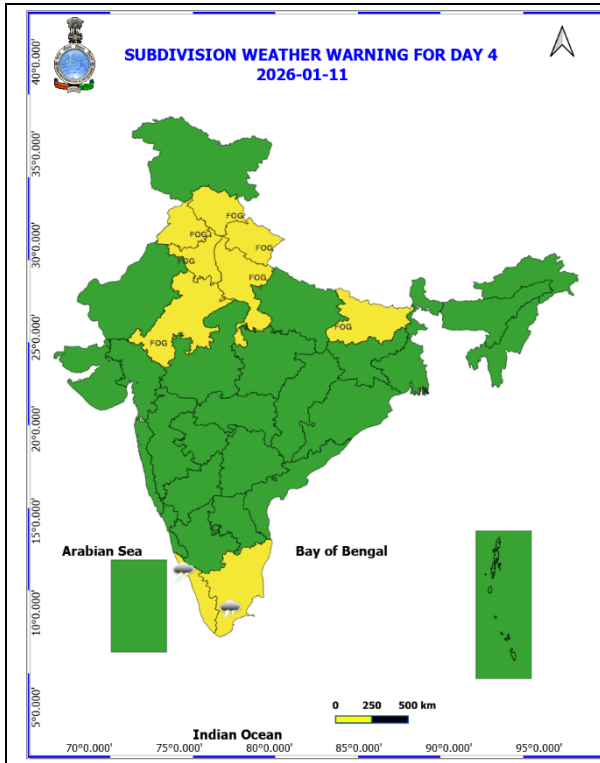 SUBDIVISION WEATHER WARNING FOR DAY 4
2026-01-11
40°0.000'
35°0.000'
30°0.000'
25°0.000'
20°0.000'
15°0.000'
10°0.000'
5°0.000'
FOG
FOG
FOG
FOG
FOG
FOG
FOG
Arabian Sea
Bay of Bengal
0 250 500 km
Indian Ocean
70°0.000' 75°0.000' 80°0.000' 85°0.000' 90°0.000' 95°0.000'